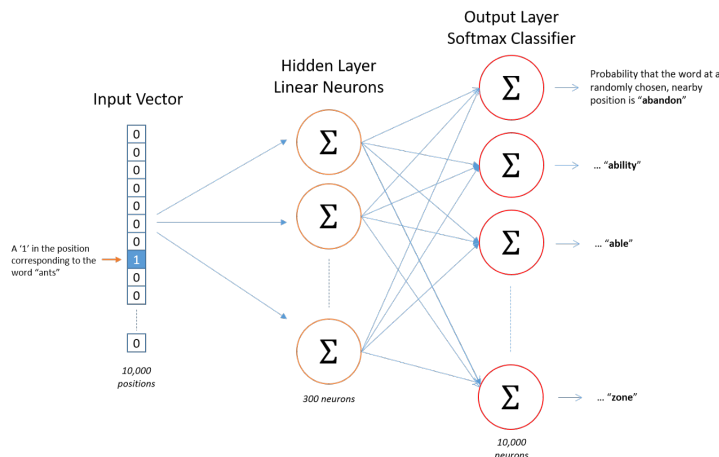 Output Layer
Softmax Classifier
Hidden Layer
Linear Neurons
Input Vector
Probability that the word at a
randomly chosen, nearby
position is “abandon”
... “ability”
... “able”
... “zone”
A ‘1’ in the position
corresponding to the
word “ants”
0
0
0
0
0
0
0
1
0
0
0
10,000
positions
Σ
Σ
Σ
300 neurons
Σ
Σ
Σ
Σ
10,000
neurons